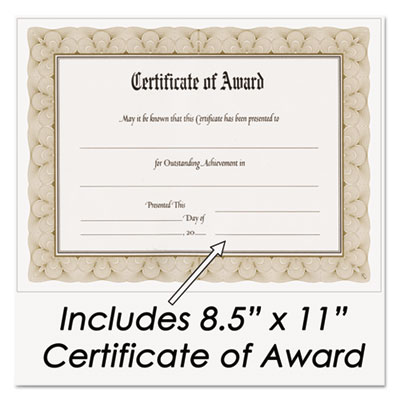 Certificate of Award
May it be known that this Certificate has been presented to
for Outstanding Achievement in
Presented This
Day of
, 20
Includes 8.5” x 11”
Certificate of Award